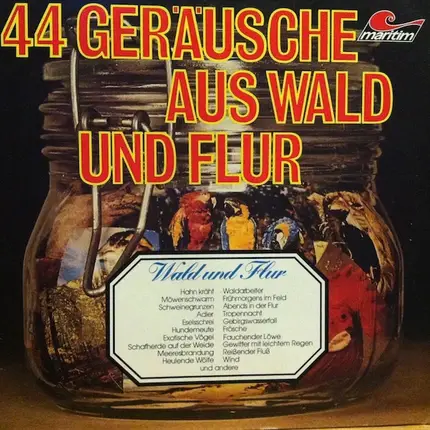 44 GERÄUSCHE
AUS WALD
UND FLUR
maritim
Wald und Flur
Hahn kräht
Möwenschwarm
Schweinegrunzen
Adler
Eselsschrei
Hundemeute
Exotische Vögel
Schafherde auf der Weide
Meeresbrandung
Heulende Wölfe
Waldarbeiter
Frühmorgens im Feld
Abends in der Flur
Tropennacht
Gebirgswasserfall
Frösche
Fauchender Löwe
Gewitter mit leichtem Regen
Reißender Fluß
Wind
und andere